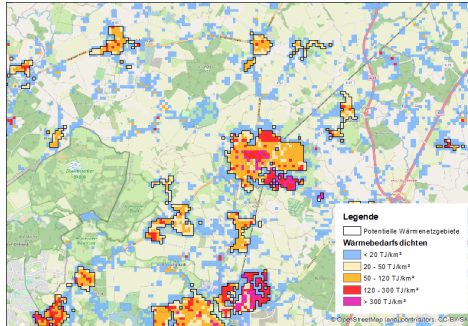 Legende
Potentielle Wärmenetzgebiete
Wärmebedarfsdichten
< 20 TJ/km²
20 - 50 TJ/km²
50 - 120 TJ/km²
120 - 300 TJ/km²
> 300 TJ/km²
© OpenStreetMap (and) contributors, CC-BY-SA